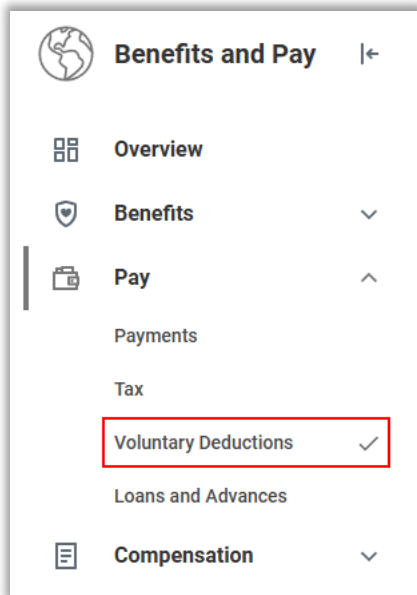 Benefits and Pay
Overview
Benefits
Pay
Payments
Tax
Voluntary Deductions
Loans and Advances
Compensation